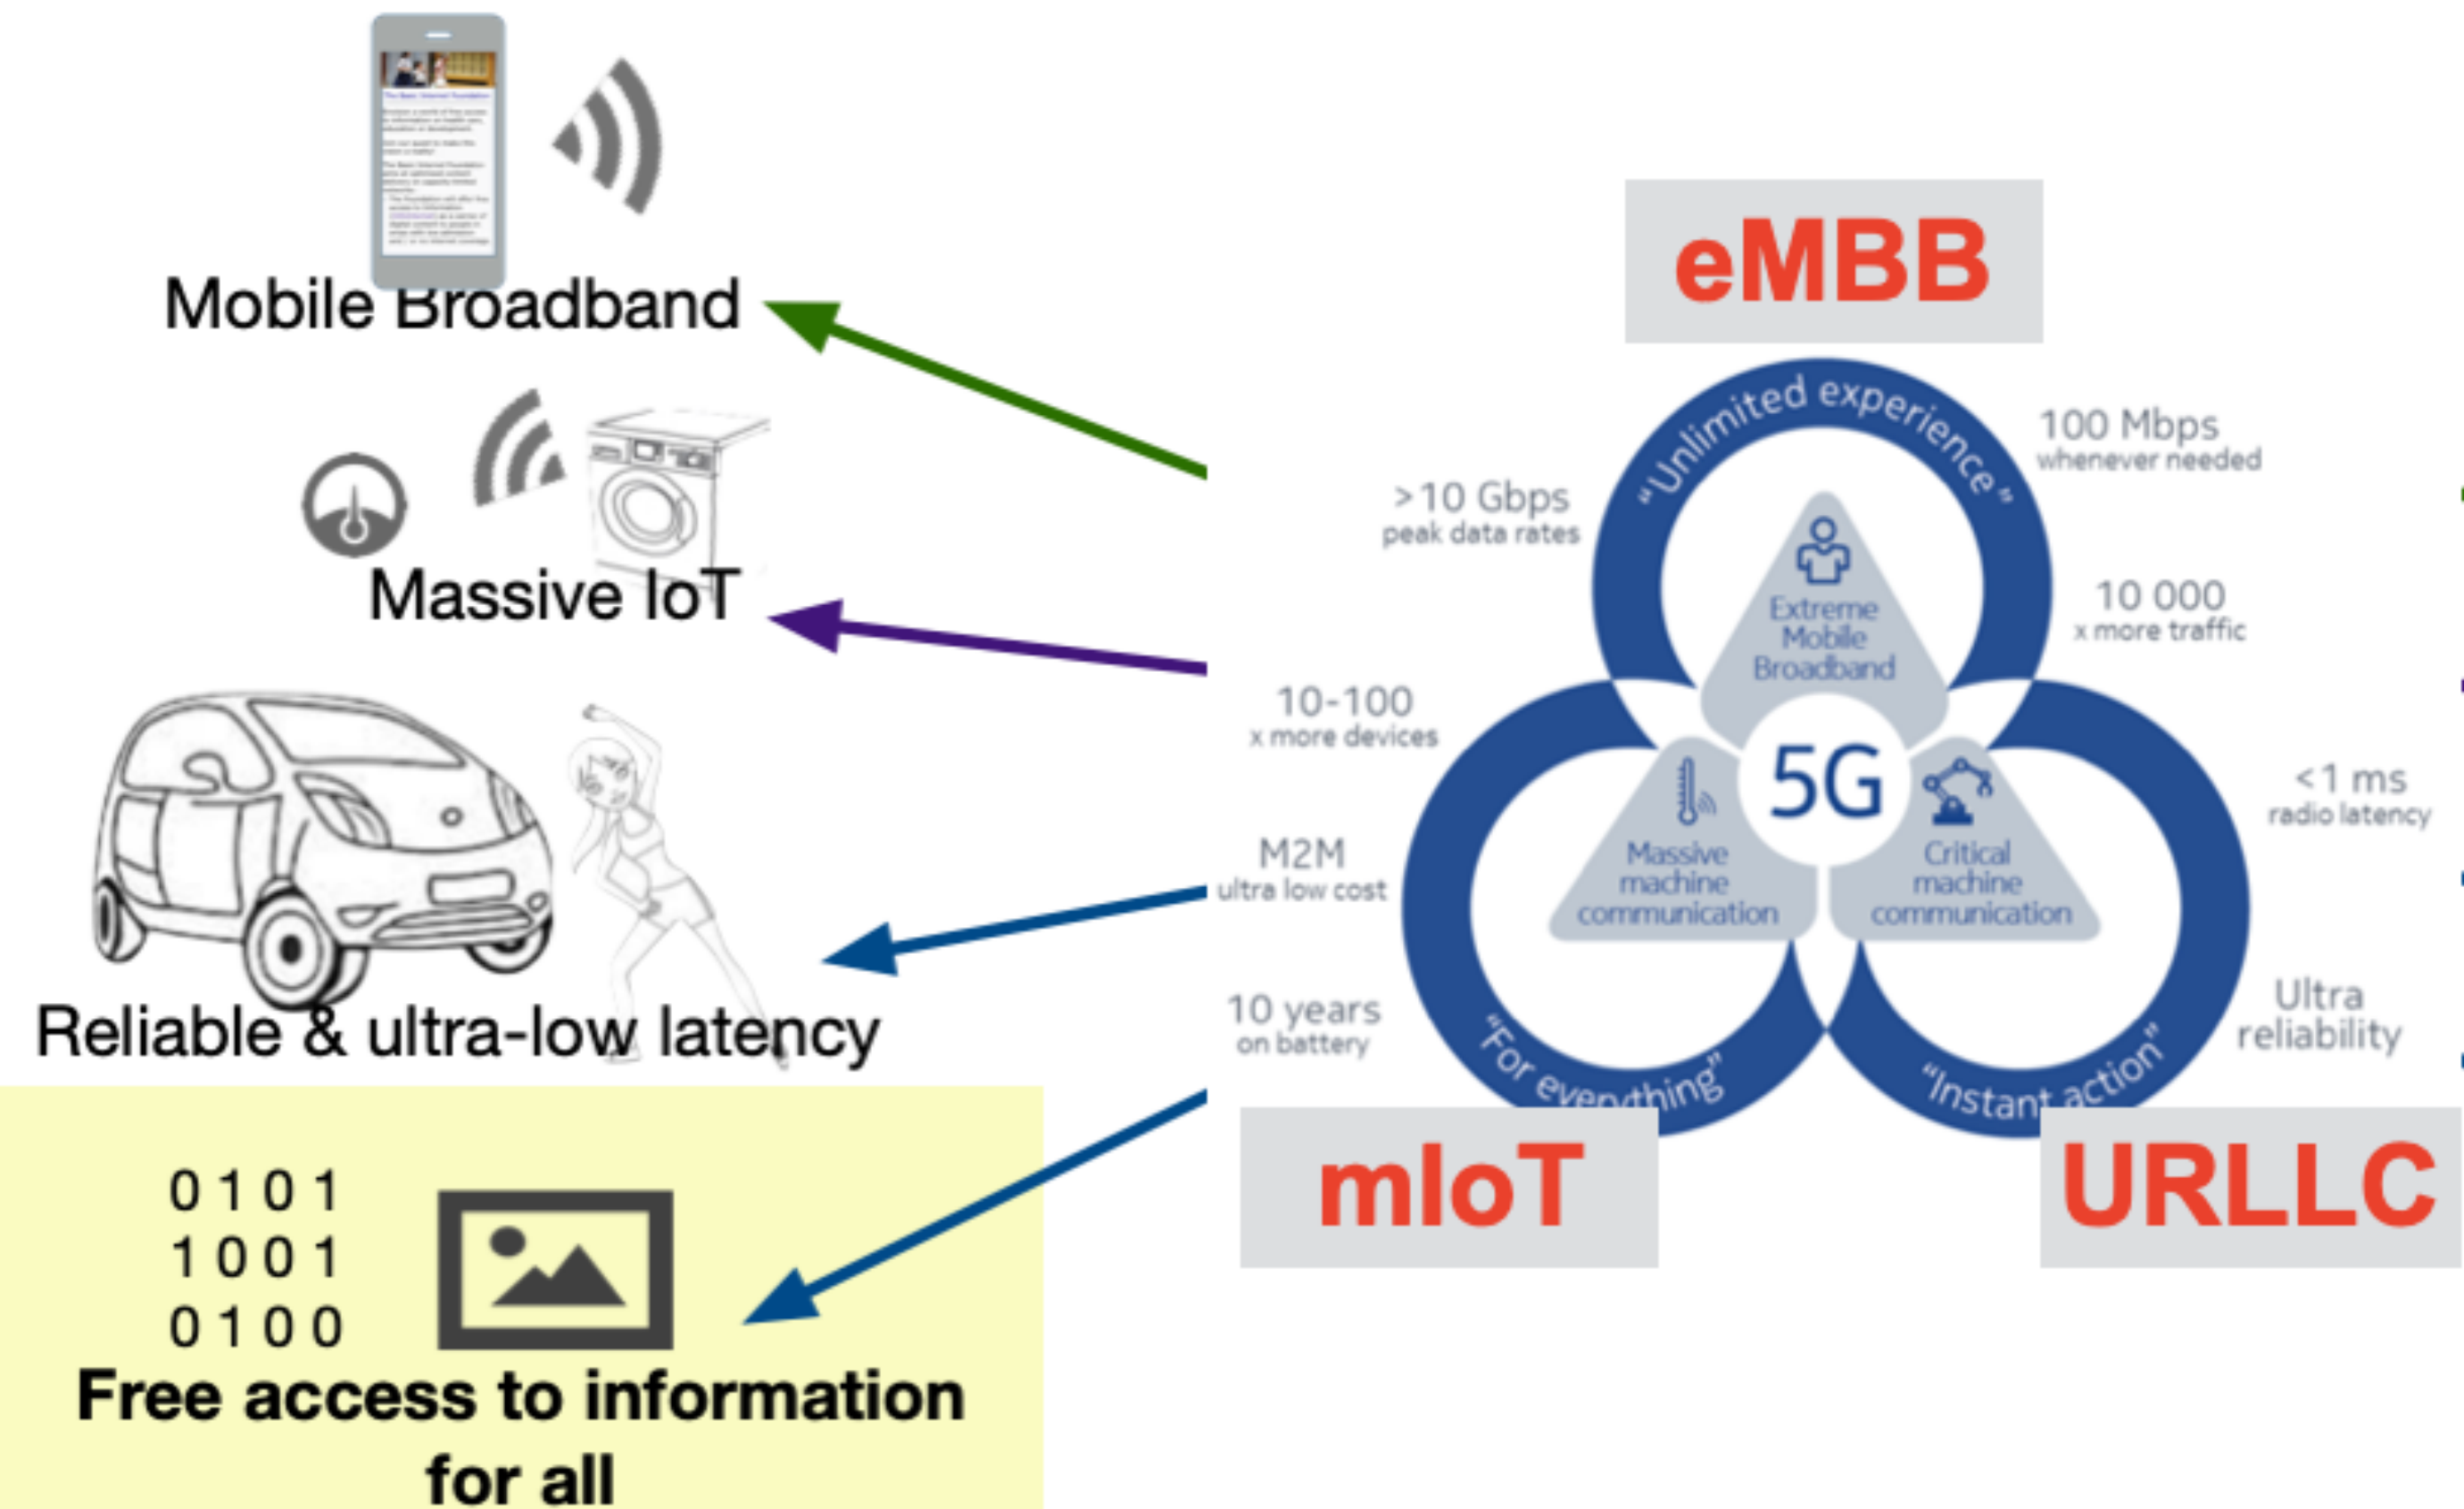 The Basic Internet Foundation
Mobile Broadband
Massive IoT
Reliable & ultra-low latency
0 1 0 1
1 0 0 1
0 1 0 0
Free access to information
for all
eMBB
“Unlimited experience”
100 Mbps
whenever needed
>10 Gbps
peak data rates
10 000
x more traffic
Extreme
Mobile
Broadband
10-100
x more devices
5G
<1 ms
radio latency
M2M
ultra low cost
Massive
machine
communication
Critical
machine
communication
10 years
on battery
Ultra
reliability
“For everything”
“Instant action”
mIoT
URLLC